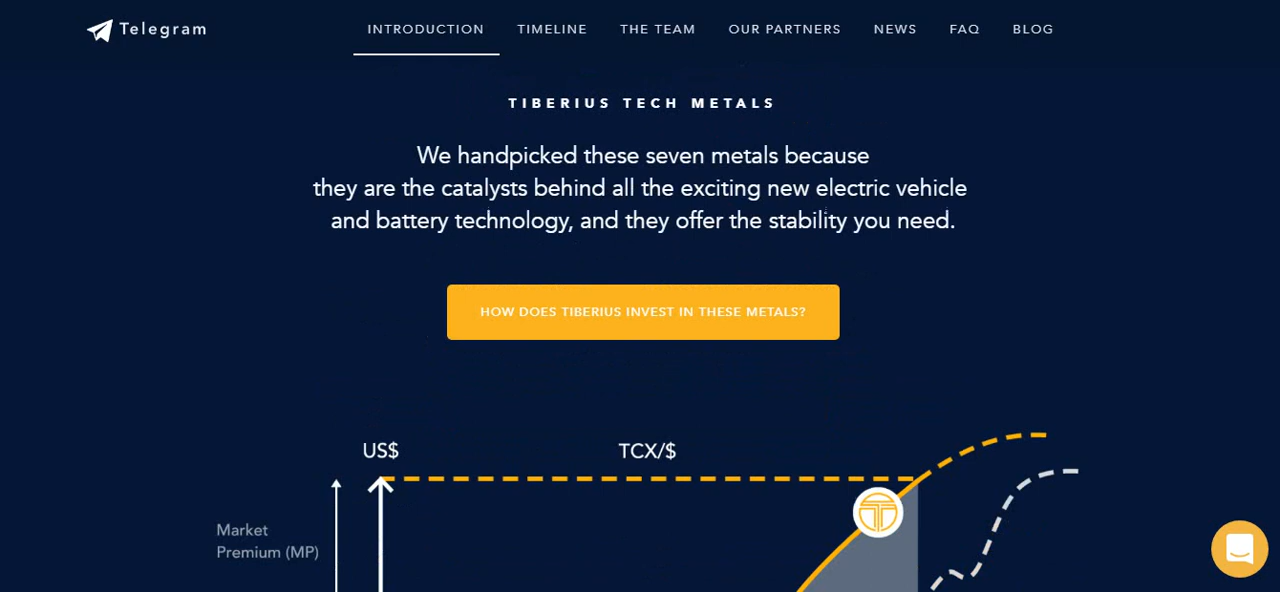 Telegram
INTRODUCTION TIMELINE THE TEAM OUR PARTNERS NEWS FAQ BLOG
TIBERIUS TECH METALS
We handpicked these seven metals because
they are the catalysts behind all the exciting new electric vehicle
and battery technology, and they offer the stability you need.
HOW DOES TIBERIUS INVEST IN THESE METALS?
US$ TCX/$
Market
Premium (MP)